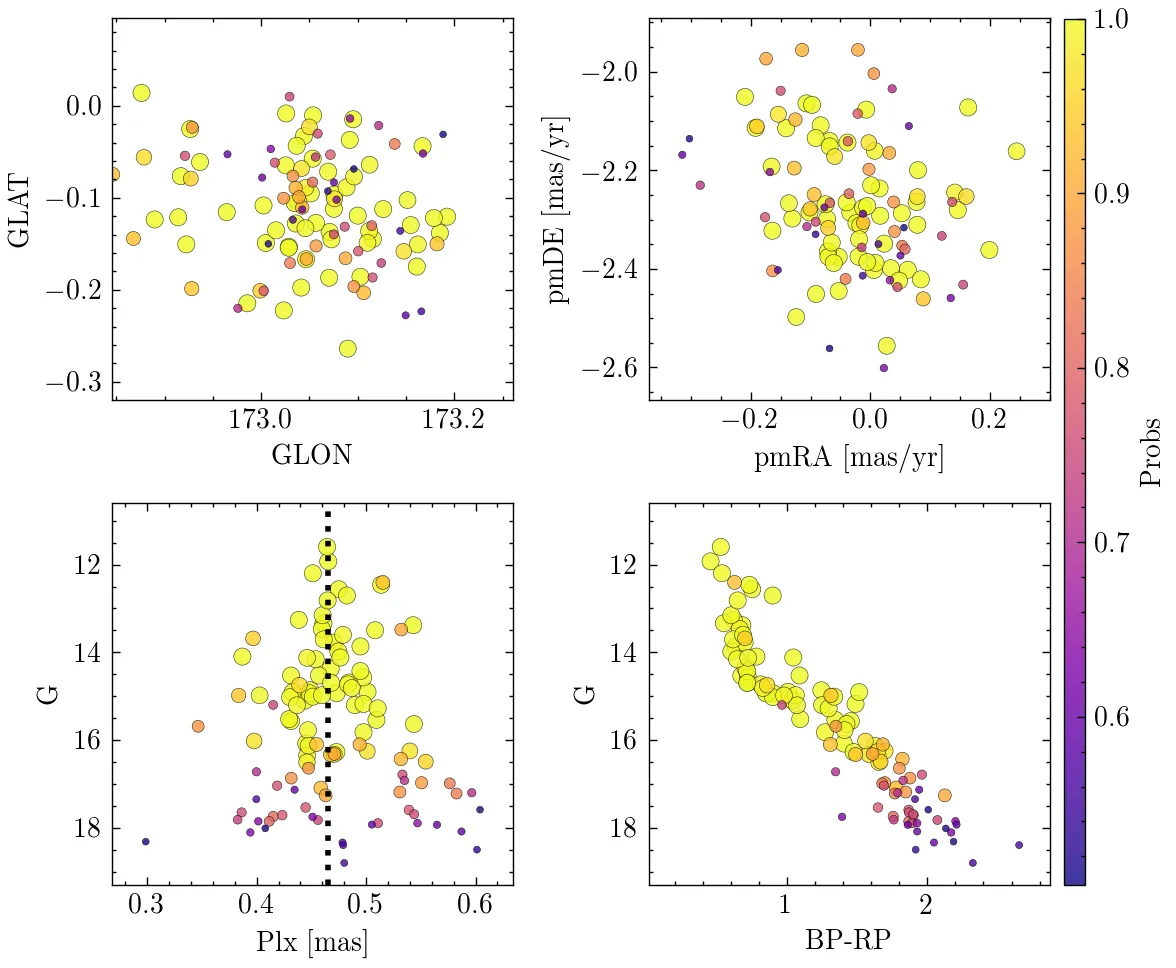 0.0
−0.1
−0.2
−0.3
GLAT
173.0 173.2
GLON
−2.0
−2.2
−2.4
−2.6
pmDE [mas/yr]
−0.2 0.0 0.2
pmRA [mas/yr]
12
14
16
18
G
0.3 0.4 0.5 0.6
Plx [mas]
12
14
16
18
G
1 2
BP-RP
1.0
0.9
0.8
0.7
0.6
Probs